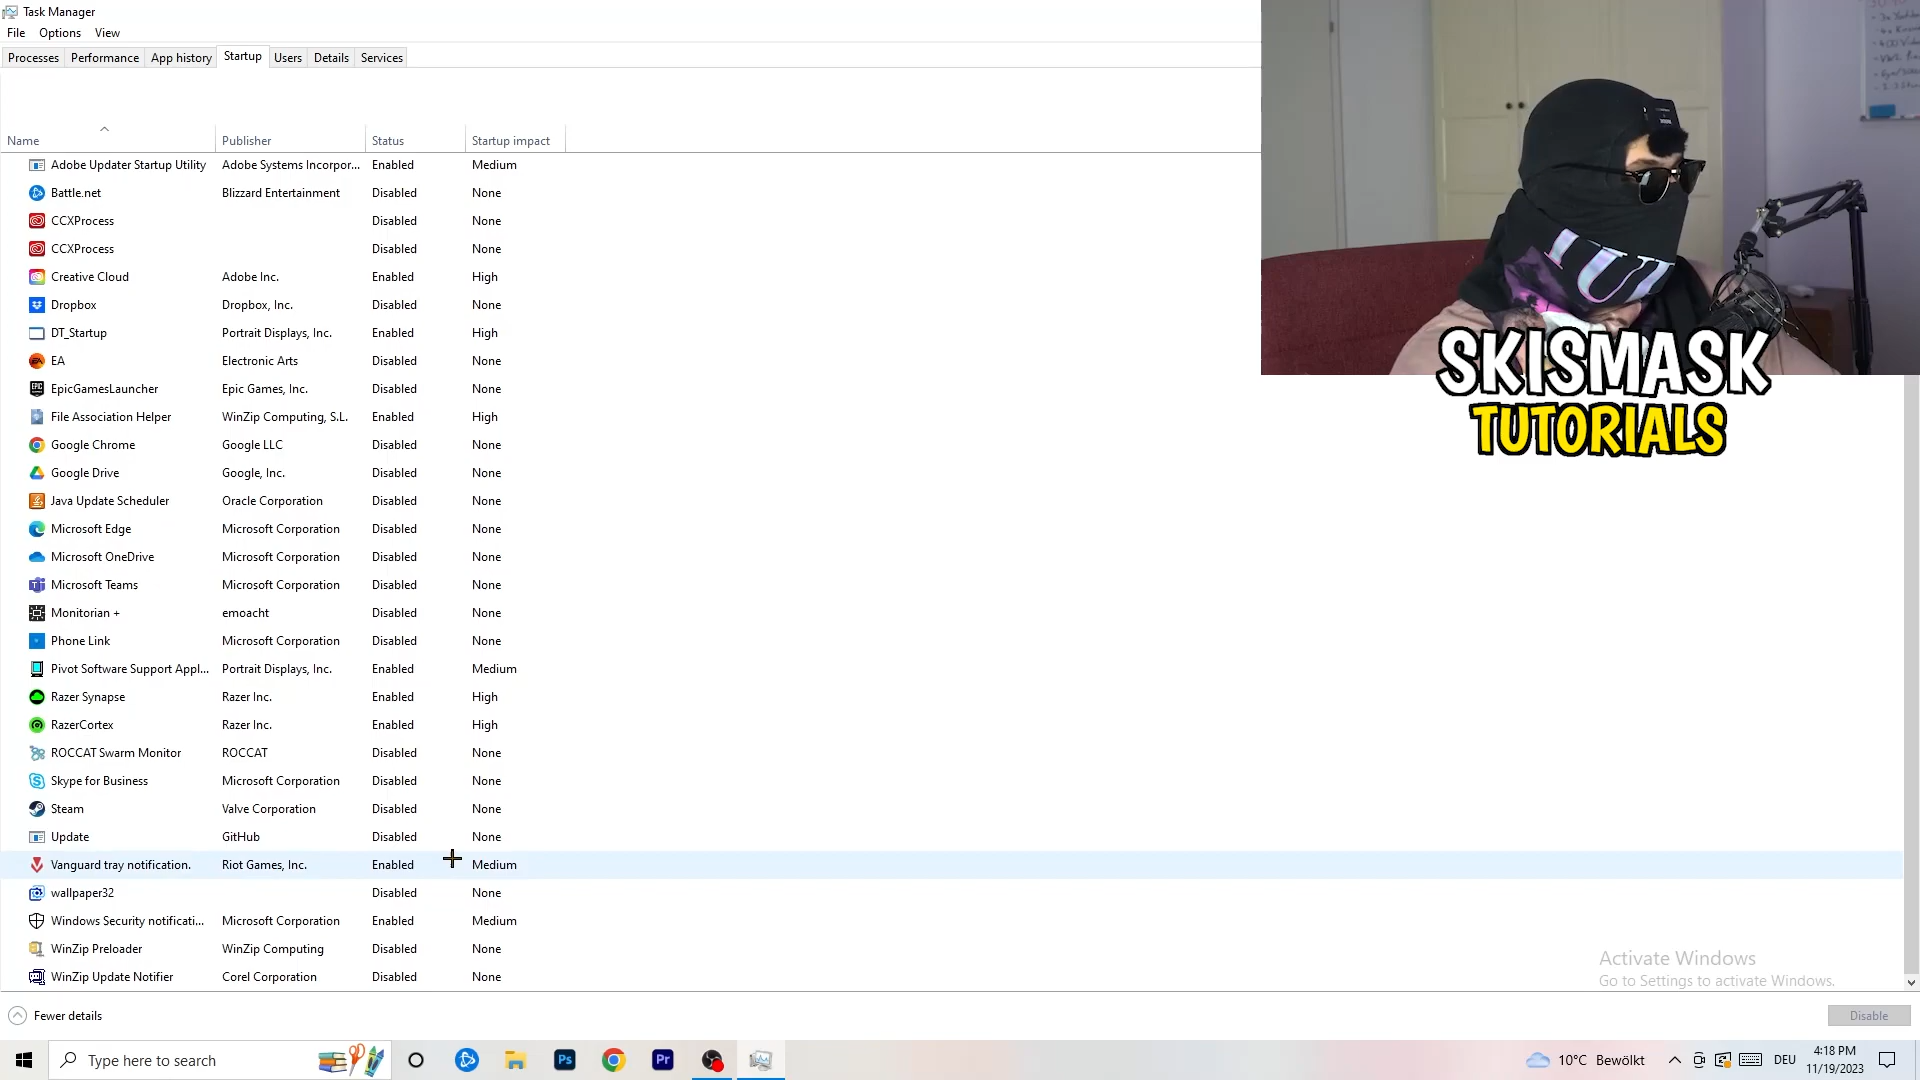 Task Manager
File Options View
Processes Performance App history Startup Users Details Services
Name Publisher Status Startup impact
Adobe Updater Startup Utility Adobe Systems Incorpor... Enabled Medium
Battle.net Blizzard Entertainment Disabled None
CCXProcess Disabled None
CCXProcess Disabled None
Creative Cloud Adobe Inc. Enabled High
Dropbox Dropbox, Inc. Disabled None
DT_Startup Portrait Displays, Inc. Enabled High
EA Electronic Arts Disabled None
EpicGamesLauncher Epic Games, Inc. Disabled None
File Association Helper WinZip Computing, S.L. Enabled High
Google Chrome Google LLC Disabled None
Google Drive Google, Inc. Disabled None
Java Update Scheduler Oracle Corporation Disabled None
Microsoft Edge Microsoft Corporation Disabled None
Microsoft OneDrive Microsoft Corporation Disabled None
Microsoft Teams Microsoft Corporation Disabled None
Monitorian + emoacht Disabled None
Phone Link Microsoft Corporation Disabled None
Pivot Software Support Appl... Portrait Displays, Inc. Enabled Medium
Razer Synapse Razer Inc. Enabled High
RazerCortex Razer Inc. Enabled High
ROCCAT Swarm Monitor ROCCAT Disabled None
Skype for Business Microsoft Corporation Disabled None
Steam Valve Corporation Disabled None
Update GitHub Disabled None
Vanguard tray notification. Riot Games, Inc. Enabled Medium
wallpaper32 Disabled None
Windows Security notificati... Microsoft Corporation Enabled Medium
WinZip Preloader WinZip Computing Disabled None
WinZip Update Notifier Corel Corporation Disabled None
SKISMASK
TUTORIALS
Activate Windows
Go to Settings to activate Windows.
Fewer details
Disable
Type here to search
Ps
Pr
10°C Bewölkt
DEU
4:18 PM
11/19/2023